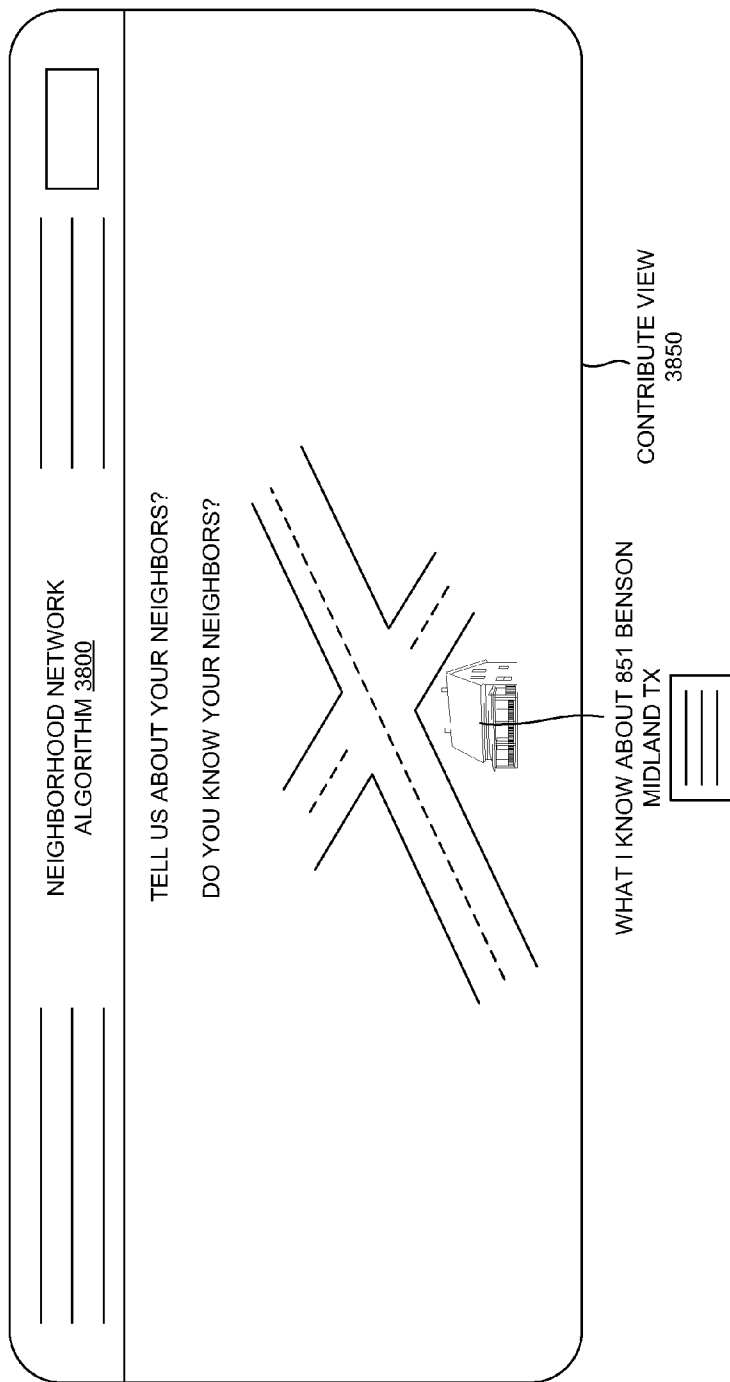 NEIGHBORHOOD NETWORK
ALGORITHM 3800
TELL US ABOUT YOUR NEIGHBORS?
DO YOU KNOW YOUR NEIGHBORS?
WHAT I KNOW ABOUT 851 BENSON
MIDLAND TX
CONTRIBUTE VIEW
3850